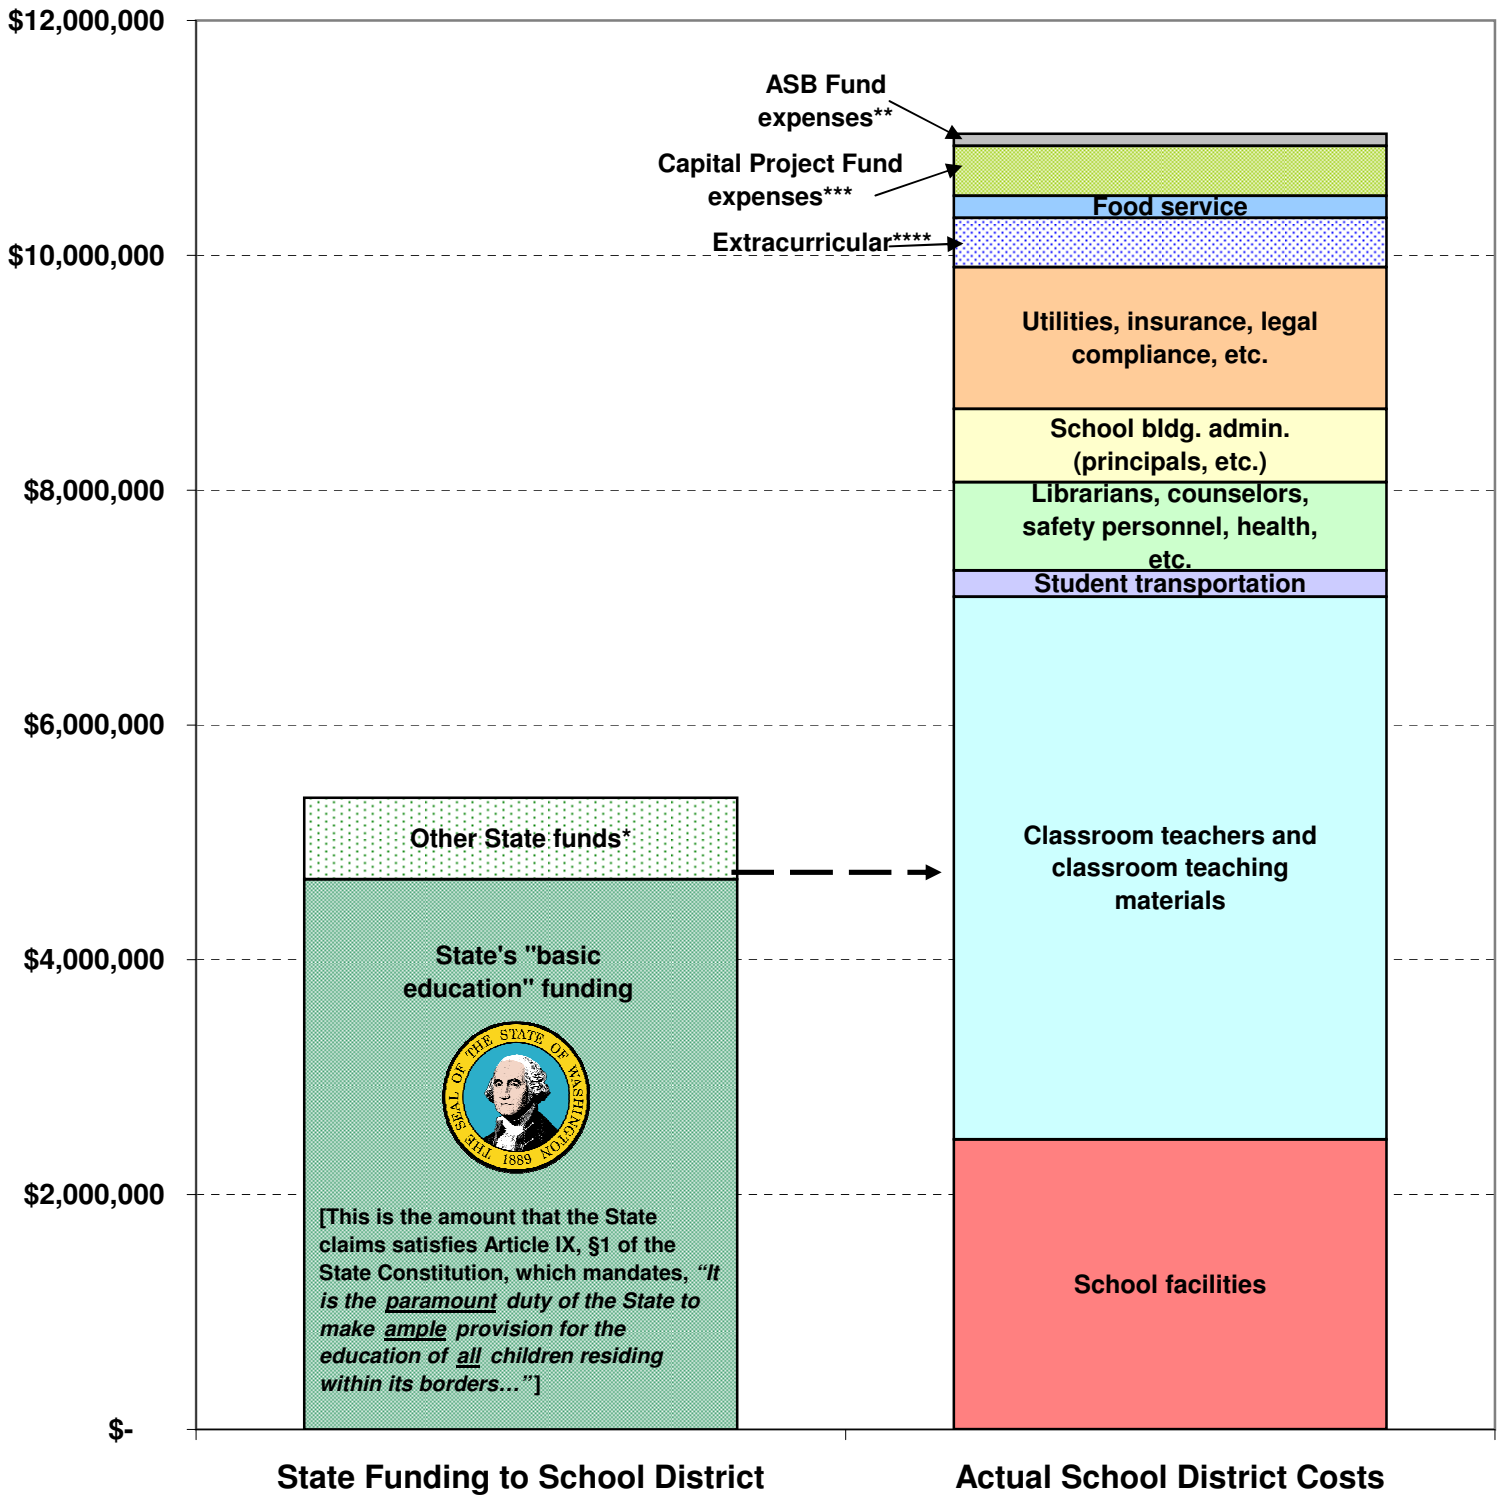 $12,000,000
$10,000,000
$8,000,000
$6,000,000
$4,000,000
$2,000,000
$-
ASB Fund
expenses**
Capital Project Fund
expenses***
Extracurricular****
Food service
Utilities, insurance, legal
compliance, etc.
School bldg. admin.
(principals, etc.)
Librarians, counselors,
safety personnel, health,
etc.
Student transportation
Classroom teachers and
classroom teaching
materials
School facilities
Other State funds*
State's "basic
education" funding
THE SEAL OF THE STATE OF WASHINGTON
1889
[This is the amount that the State
claims satisfies Article IX, §1 of the
State Constitution, which mandates, “It
is the paramount duty of the State to
make ample provision for the
education of all children residing
within its borders…”]
State Funding to School District
Actual School District Costs